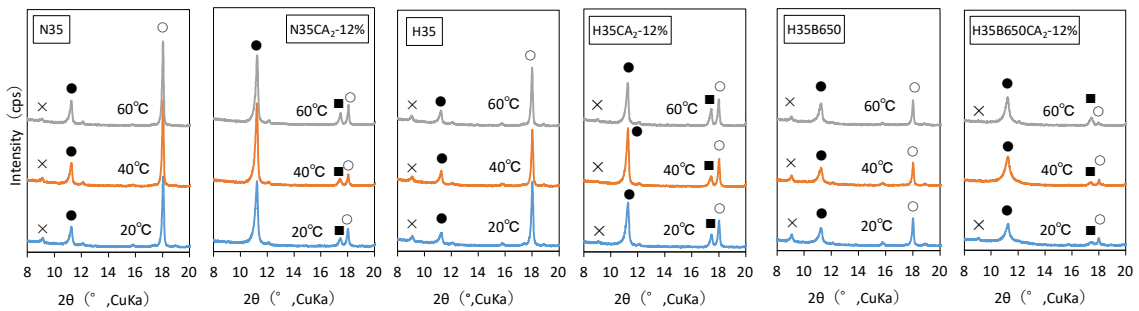 Intensity (cps)
N35
60℃
40℃
20℃
8 10 12 14 16 18 20
2θ (° ,CuKa)
N35CA₂-12%
60℃
40℃
20℃
8 10 12 14 16 18 20
2θ (° ,CuKa)
H35
60℃
40℃
20℃
8 10 12 14 16 18 20
2θ (°,CuKa)
H35CA₂-12%
60℃
40℃
20℃
8 10 12 14 16 18 20
2θ (° ,CuKa)
H35B650
60℃
40℃
20℃
8 10 12 14 16 18 20
2θ (° ,CuKa)
H35B650CA₂-12%
60℃
40℃
20℃
8 10 12 14 16 18 20
2θ (° ,CuKa)